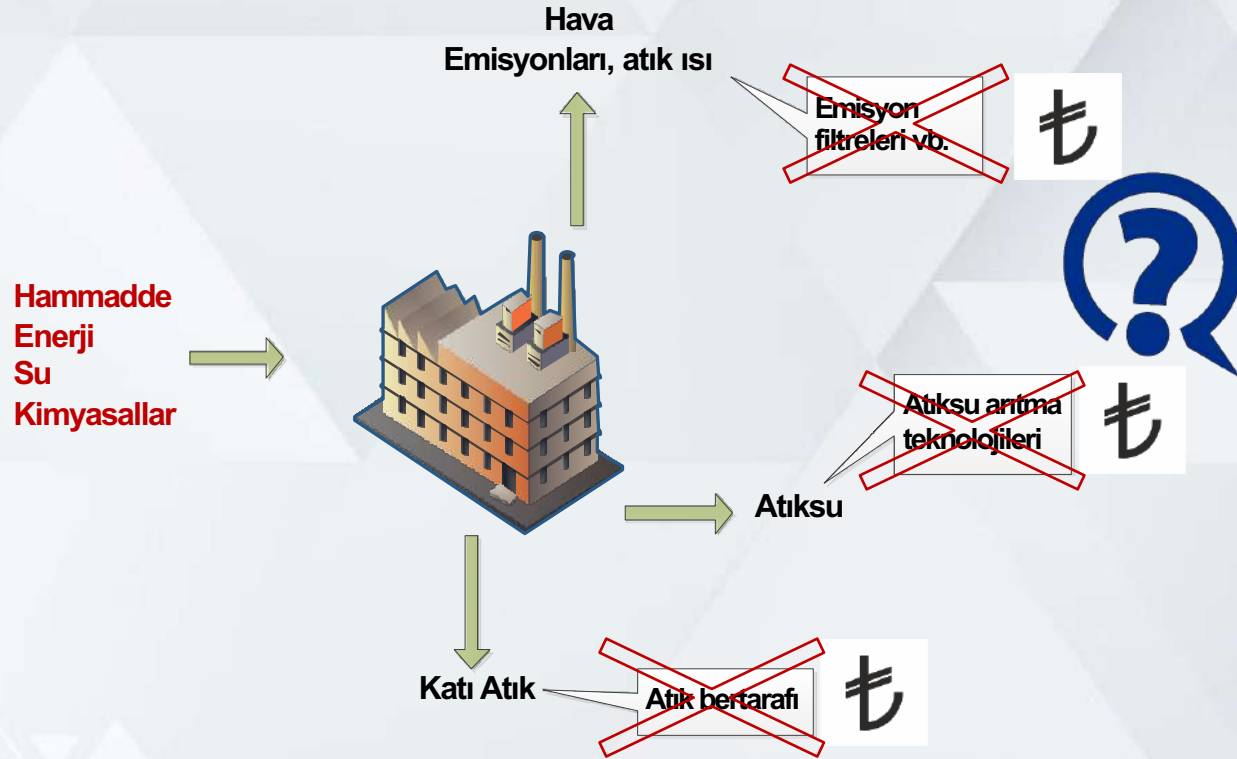 Hava
Emisyonları, atık ısı
Emisyon
filtreleri vb.
₺
?
Hammadde
Enerji
Su
Kimyasallar
Atıksu arıtma
teknolojileri
₺
Atıksu
Katı Atık
Atık bertarafı
₺